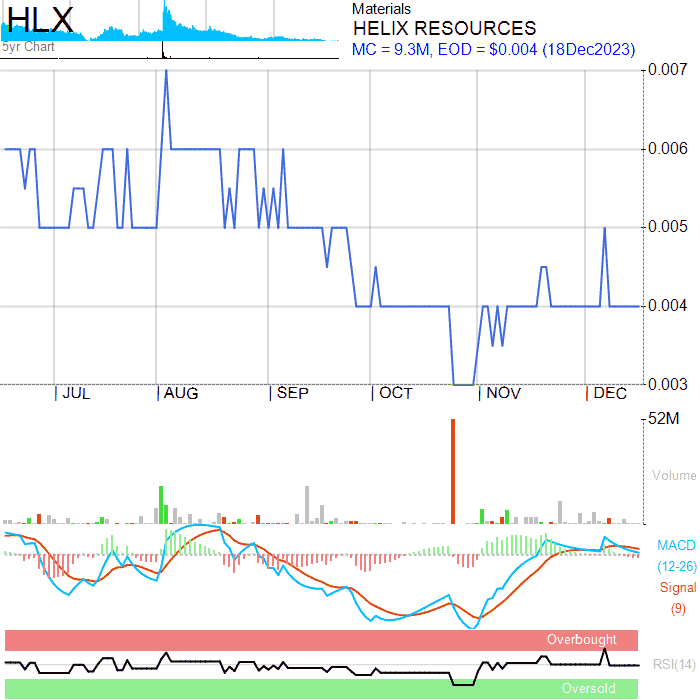 HLX
5yr Chart
Materials
HELIX RESOURCES
MC = 9.3M, EOD = $0.004 (18Dec2023)
0.007
0.006
0.005
0.004
0.003
JUL AUG SEP OCT NOV DEC
52M
Volume
MACD
(12-26)
Signal
(9)
Overbought
RSI(14)
Oversold